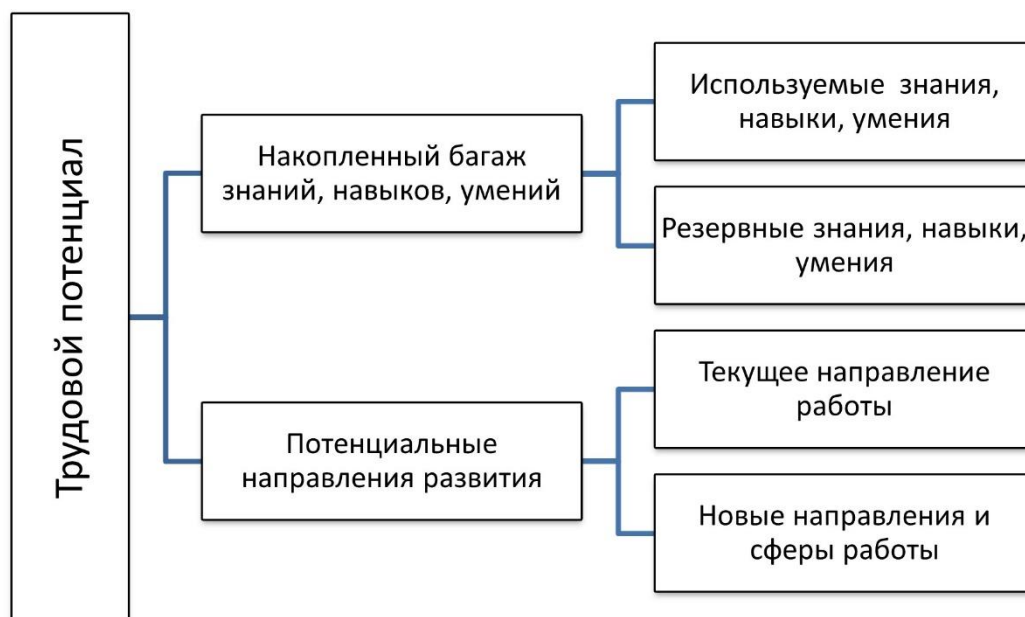 Трудовой потенциал
Накопленный багаж
знаний, навыков, умений
Используемые знания,
навыки, умения
Резервные знания, навыки,
умения
Потенциальные
направления развития
Текущее направление
работы
Новые направления и
сферы работы